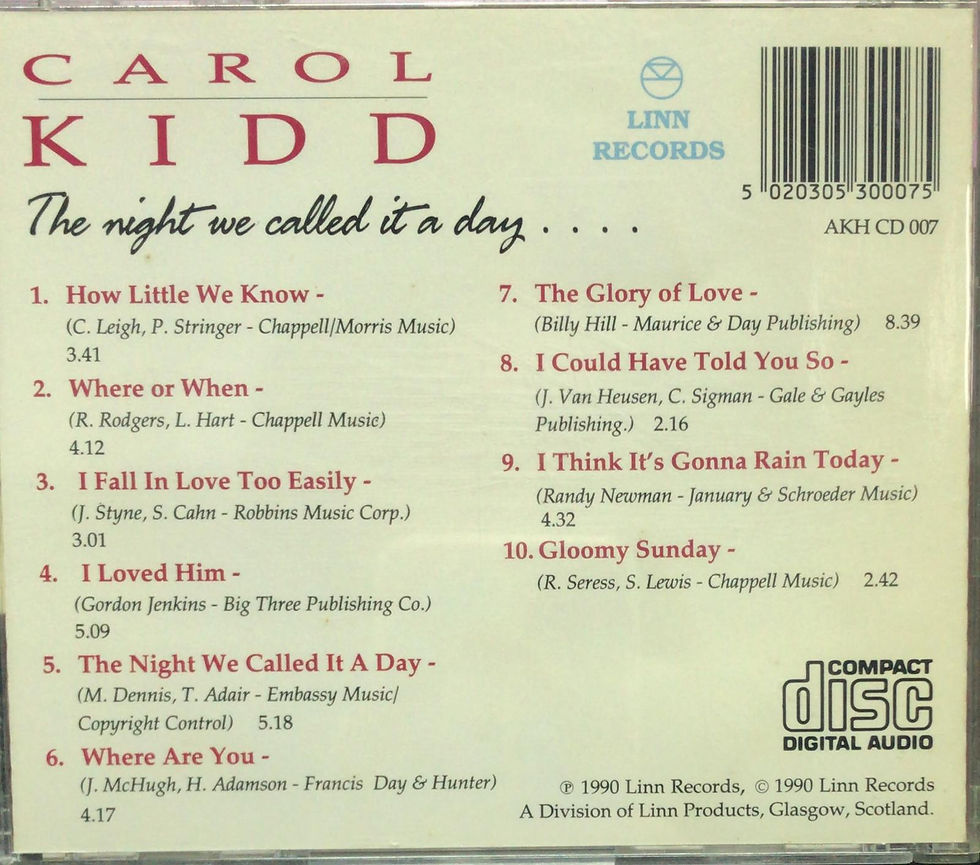 CAROL
KIDD
The night we called it a day . . . .
LINN
RECORDS
5 020305 300075
AKH CD 007
1. How Little We Know -
(C. Leigh, P. Stringer - Chappell/Morris Music)
3.41
2. Where or When -
(R. Rodgers, L. Hart - Chappell Music)
4.12
3. I Fall In Love Too Easily -
(J. Styne, S. Cahn - Robbins Music Corp.)
3.01
4. I Loved Him -
(Gordon Jenkins - Big Three Publishing Co.)
5.09
5. The Night We Called It A Day -
(M. Dennis, T. Adair - Embassy Music/
Copyright Control) 5.18
6. Where Are You -
(J. McHugh, H. Adamson - Francis Day & Hunter)
4.17
7. The Glory of Love -
(Billy Hill - Maurice & Day Publishing) 8.39
8. I Could Have Told You So -
(J. Van Heusen, C. Sigman - Gale & Gayles
Publishing.) 2.16
9. I Think It's Gonna Rain Today -
(Randy Newman - January & Schroeder Music)
4.32
10. Gloomy Sunday -
(R. Seress, S. Lewis - Chappell Music) 2.42
COMPACT
disc
DIGITAL AUDIO
℗ 1990 Linn Records, © 1990 Linn Records
A Division of Linn Products, Glasgow, Scotland.